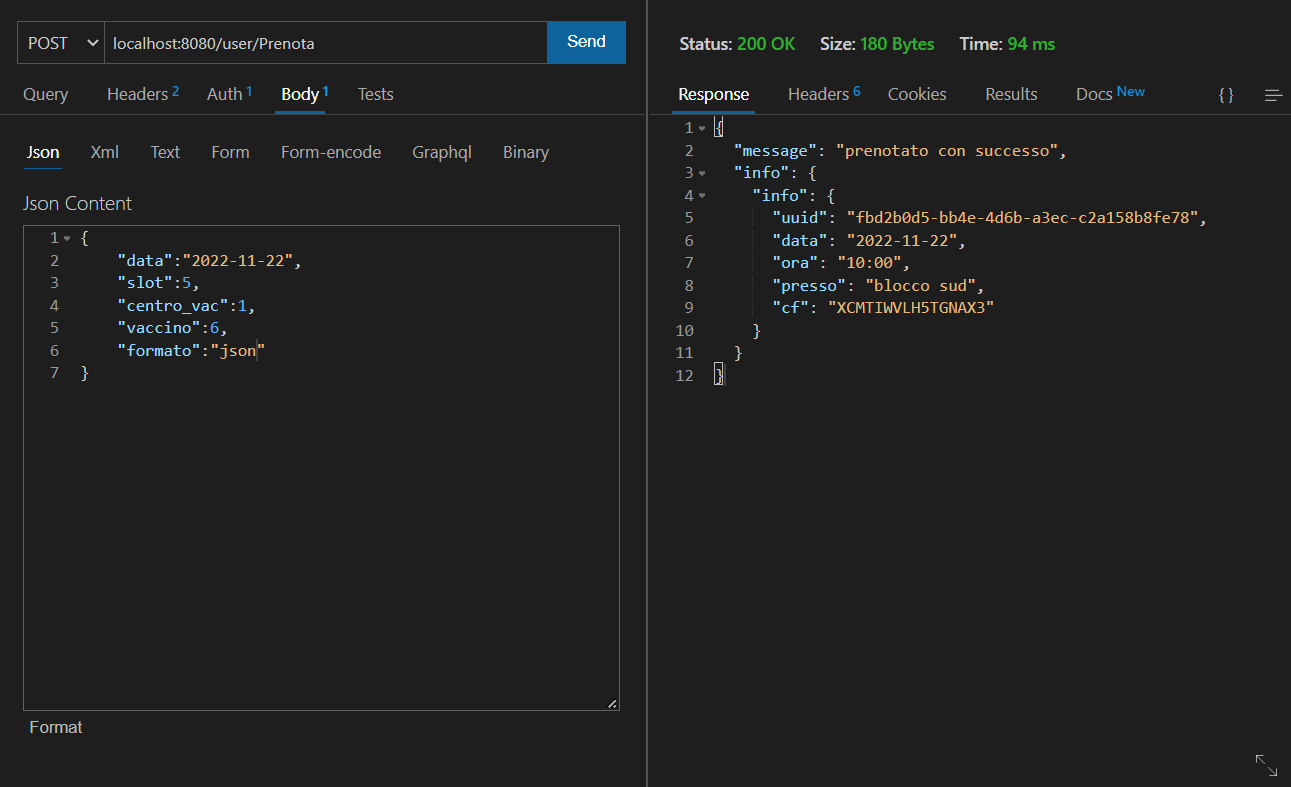 POST localhost:8080/user/Prenota Send
Query Headers 2 Auth 1 Body 1 Tests
Json Xml Text Form Form-encode Graphql Binary
Json Content
1 {
2 "data":"2022-11-22",
3 "slot":5,
4 "centro_vac":1,
5 "vaccino":6,
6 "formato":"json"
7 }
Format
Status: 200 OK Size: 180 Bytes Time: 94 ms
Response Headers 6 Cookies Results Docs New { }
1 {
2 "message": "prenotato con successo",
3 "info": {
4 "info": {
5 "uuid": "fbd2b0d5-bb4e-4d6b-a3ec-c2a158b8fe78",
6 "data": "2022-11-22",
7 "ora": "10:00",
8 "presso": "blocco sud",
9 "cf": "XCMTIWVLH5TGNAX3"
10 }
11 }
12 }